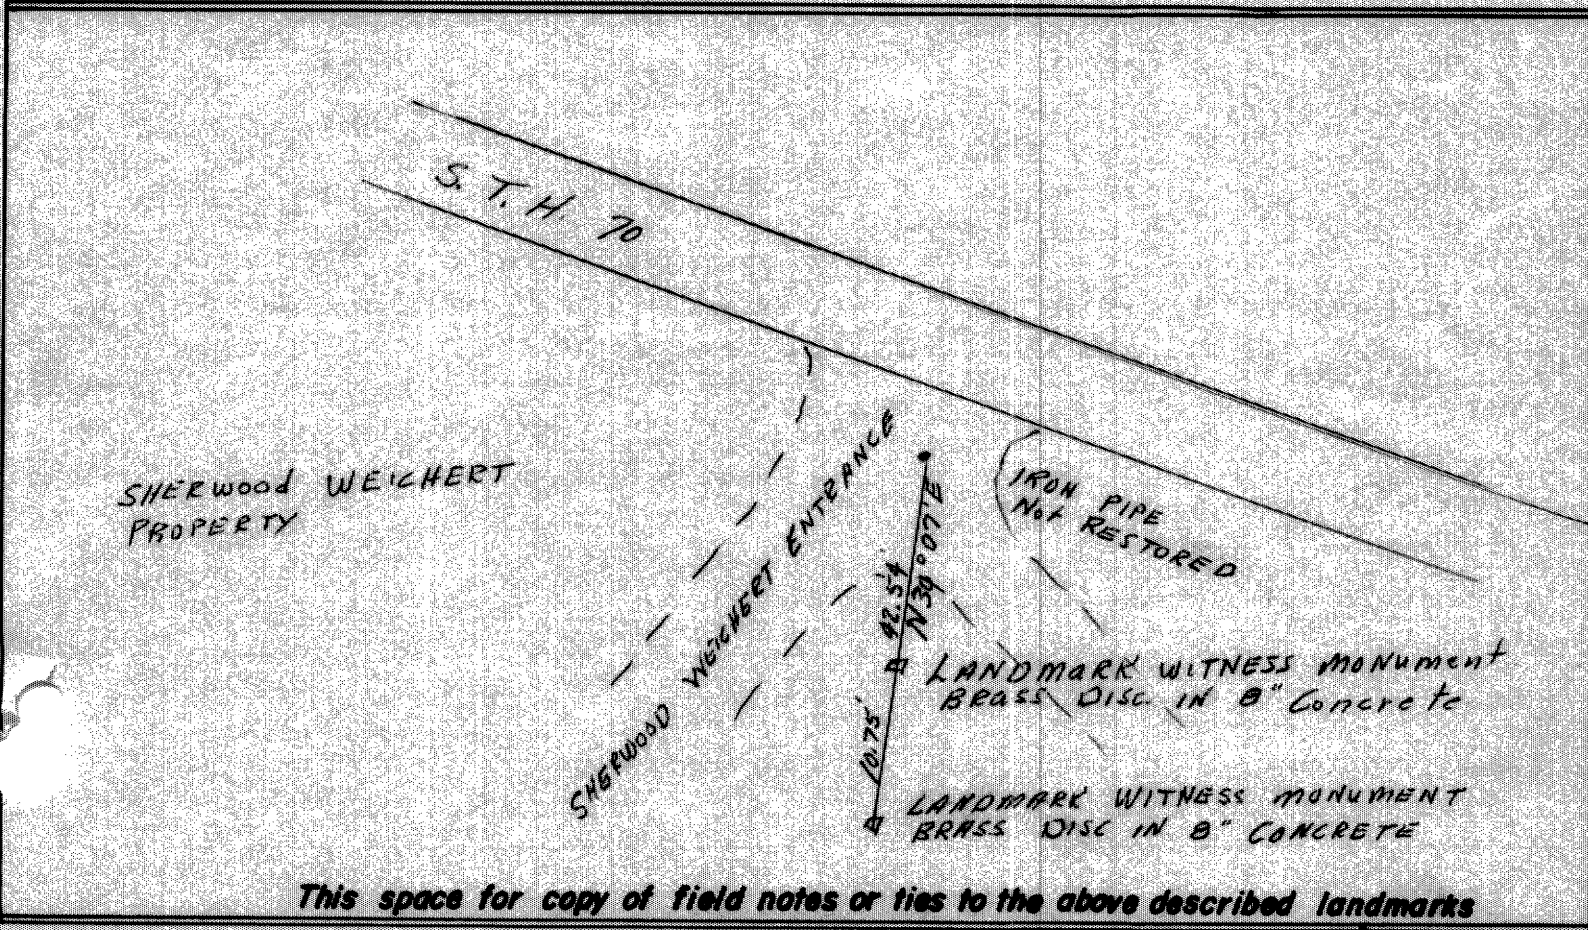 S. T. H. 70
SHERWOOD WEICHERT
PROPERTY
SHERWOOD WEICHERT ENTRANCE
IRON PIPE
Not RESTORED
42.54'
N 39°07' E
LANDMARK WITNESS MONUMENT
BRASS DISC. IN 8" Concrete
10.75'
LANDMARK WITNESS MONUMENT
BRASS DISC IN 8" CONCRETE
This space for copy of field notes or ties to the above described landmarks